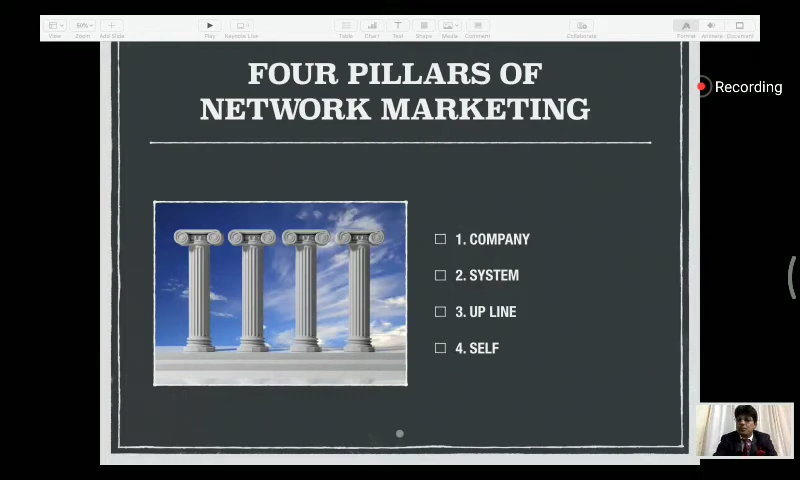 50%
View
Zoom
Add Slide
Play
Keynote Live
Table
Chart
Text
Shape
Media
Comment
Collaborate
Format
Animate
Document
FOUR PILLARS OF
NETWORK MARKETING
Recording
1. COMPANY
2. SYSTEM
3. UP LINE
4. SELF